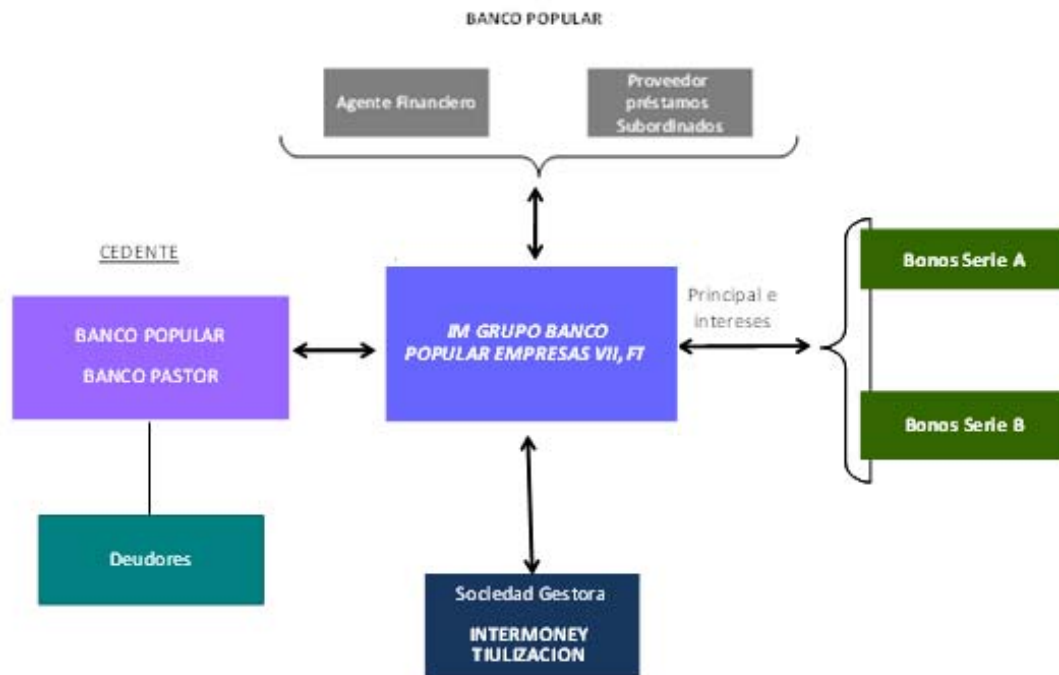 BANCO POPULAR
Agente Financiero
Proveedor
préstamos
Subordinados
CEDENTE
BANCO POPULAR
BANCO PASTOR
Deudores
IM GRUPO BANCO
POPULAR EMPRESAS VII, FT
Principal e
intereses
Bonos Serie A
Bonos Serie B
Sociedad Gestora
INTERMONEY
TIULIZACION